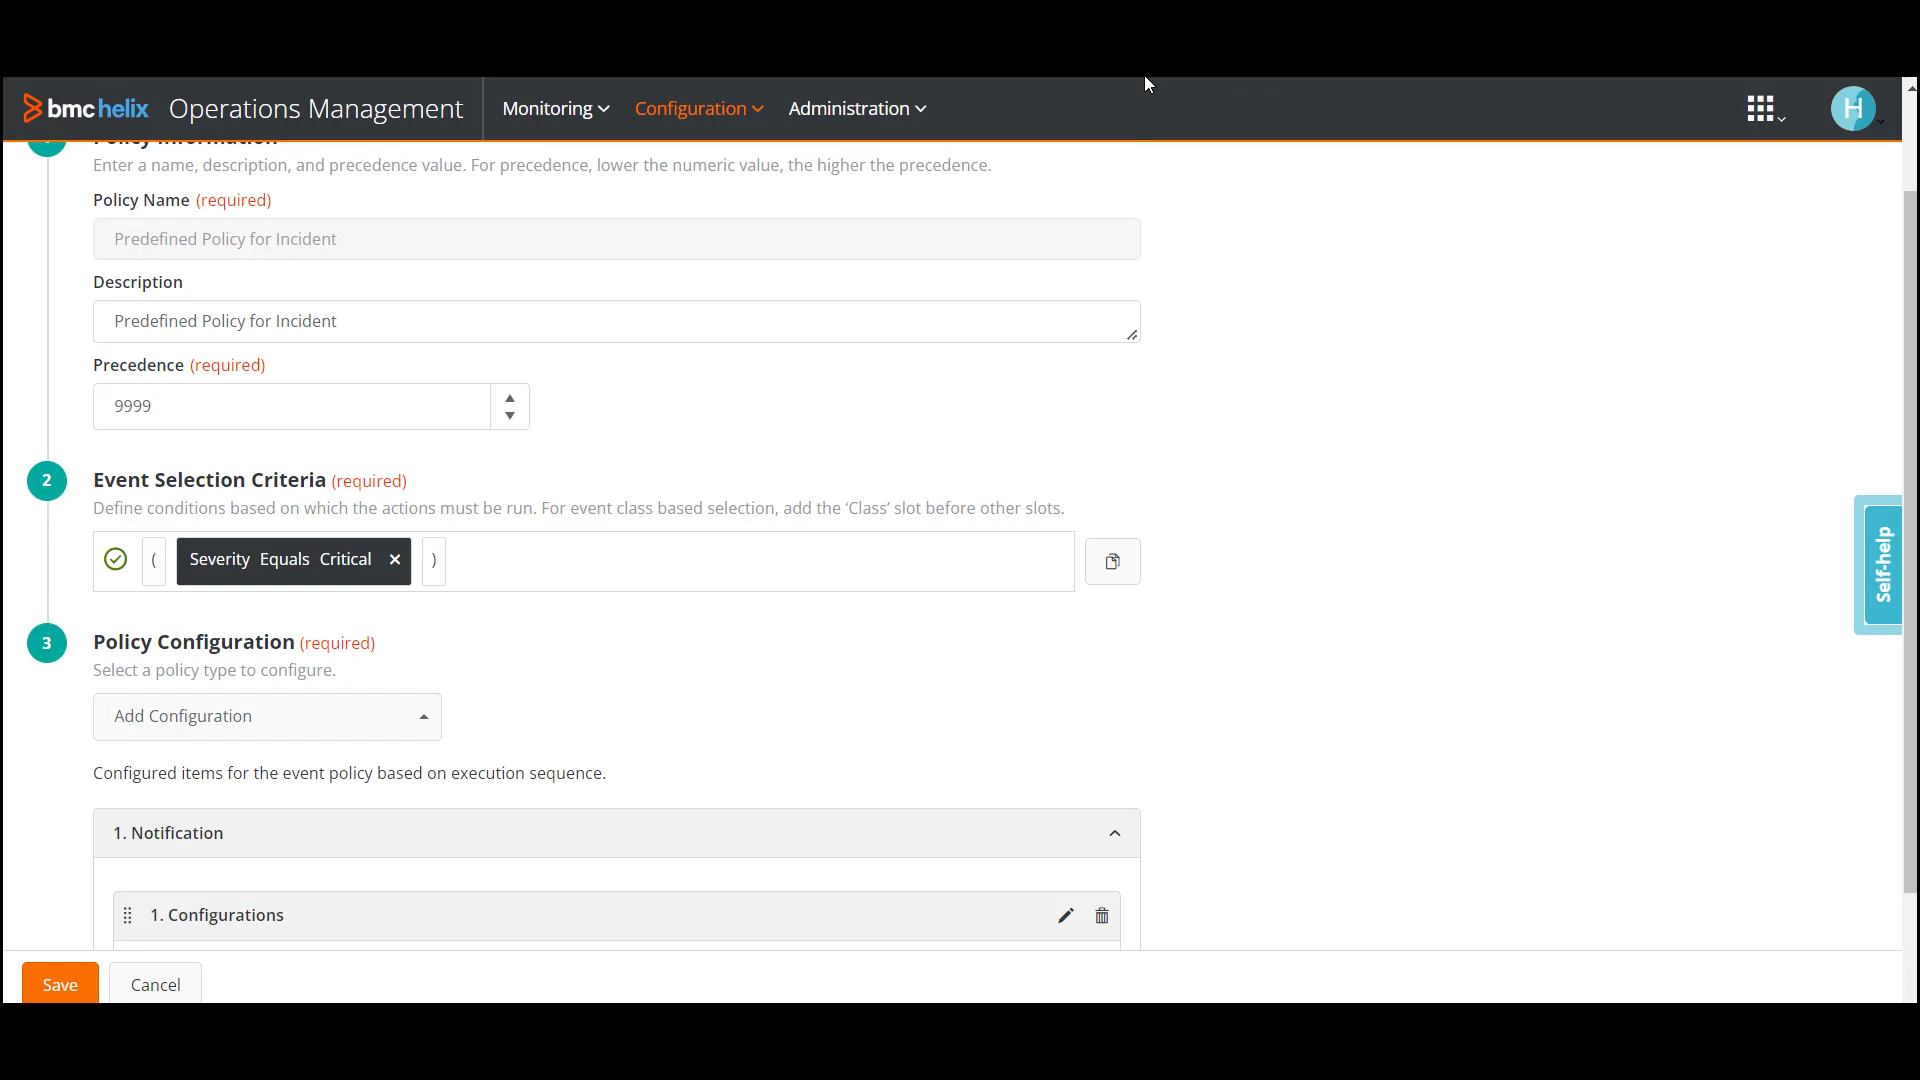 bmc helix Operations Management Monitoring Configuration Administration H
Policy Information
Enter a name, description, and precedence value. For precedence, lower the numeric value, the higher the precedence.
Policy Name (required)
Predefined Policy for Incident
Description
Predefined Policy for Incident
Precedence (required)
9999
2 Event Selection Criteria (required)
Define conditions based on which the actions must be run. For event class based selection, add the ‘Class’ slot before other slots.
( Severity Equals Critical × )
Self-help
3 Policy Configuration (required)
Select a policy type to configure.
Add Configuration
Configured items for the event policy based on execution sequence.
1. Notification
1. Configurations
Save Cancel